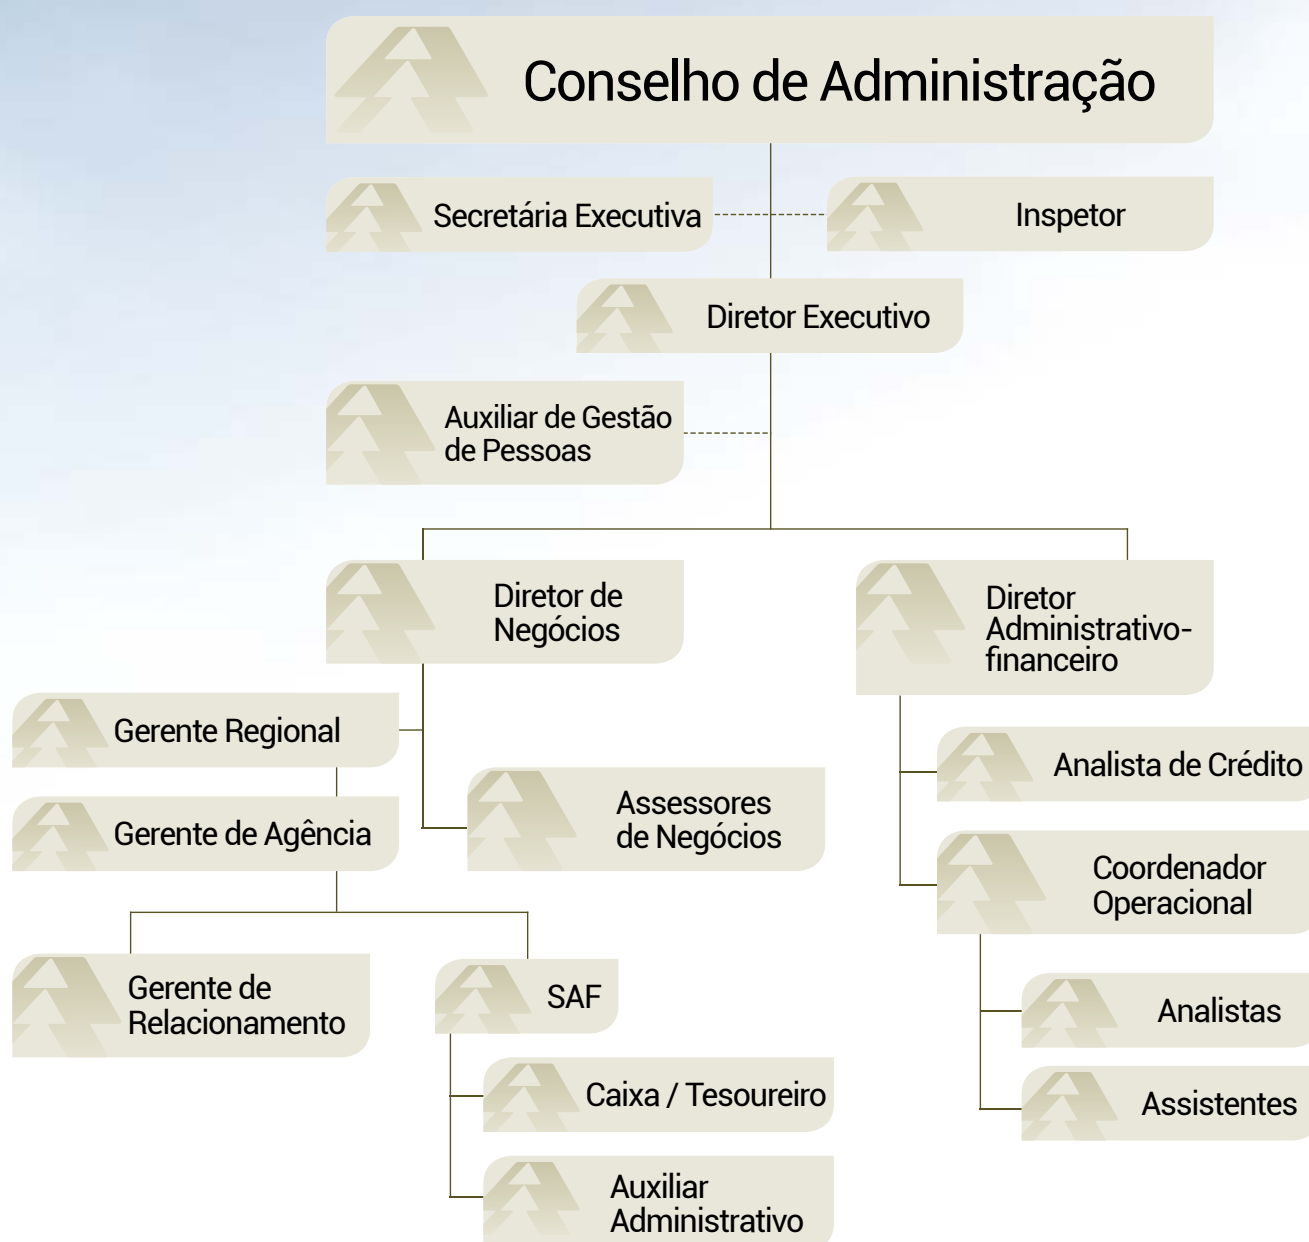 Conselho de Administração
Secretária Executiva
Inspetor
Diretor Executivo
Auxiliar de Gestão
de Pessoas
Diretor de
Negócios
Diretor
Administrativo-
financeiro
Gerente Regional
Analista de Crédito
Assessores
de Negócios
Gerente de Agência
Coordenador
Operacional
Gerente de
Relacionamento
SAF
Analistas
Caixa / Tesoureiro
Assistentes
Auxiliar
Administrativo